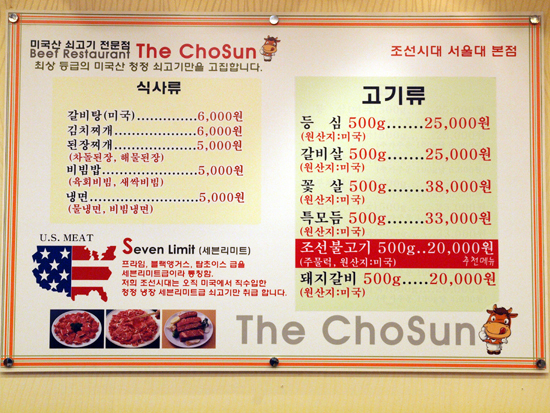 미국산 쇠고기 전문점
Beef Restaurant The ChoSun
최상 등급의 미국산 청정 쇠고기만을 고집합니다.
조선시대 서울대 본점
식사류
갈비탕(미국)..............6,000원
김치찌개..................6,000원
된장찌개..................5,000원
(차돌된장, 해물된장)
비빔밥.....................5,000원
(육회비빔, 새싹비빔)
냉면........................5,000원
(물냉면, 비빔냉면)
U.S. MEAT
Seven Limit (세븐리미트)
프라임, 블랙앵거스, 탑초이스 급을
세븐리미트급이라 통칭함.
저희 조선시대는 오직 미국에서 직수입한
청정 냉장 세븐리미트급 쇠고기만 취급 합니다.
고기류
등 심 500g.......25,000원
(원산지:미국)
갈비살 500g.......25,000원
(원산지:미국)
꽃 살 500g.......38,000원
(원산지:미국)
특모듬 500g.......33,000원
(원산지:미국)
조선불고기 500g..20,000원
(주물럭, 원산지:미국) 추천메뉴
돼지갈비 500g.....20,000원
(원산지:미국)
The ChoSun